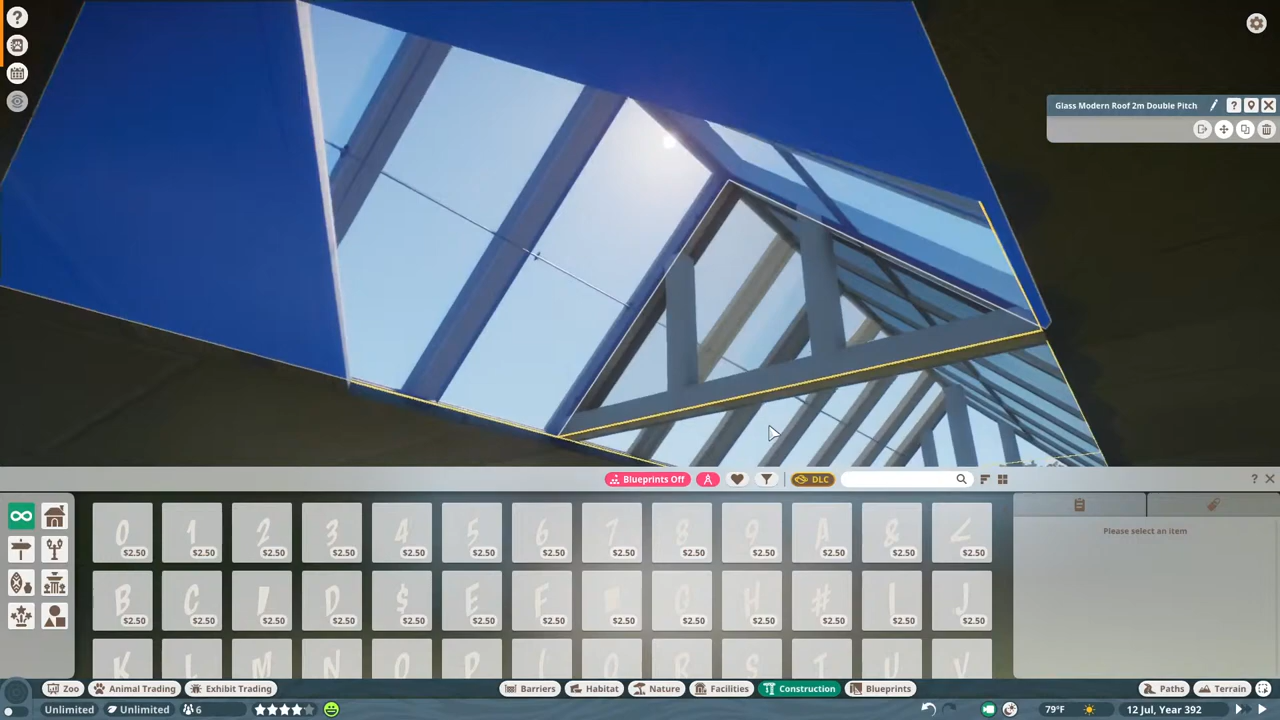 Glass Modern Roof 2m Double Pitch
?
?
Blueprints Off
DLC
?
0 1 2 3 4 5 6 7 8 9 A &
$2.50 $2.50 $2.50 $2.50 $2.50 $2.50 $2.50 $2.50 $2.50 $2.50 $2.50 $2.50 $2.50
Please select an item
B C D $ E F G H # I J
$2.50 $2.50 $2.50 $2.50 $2.50 $2.50 $2.50 $2.50 $2.50 $2.50 $2.50 $2.50 $2.50
K L M N O P R S T U V
Zoo Animal Trading Exhibit Trading Barriers Habitat Nature Facilities Construction Blueprints Paths Terrain
Unlimited Unlimited 6 79°F 12 Jul, Year 392